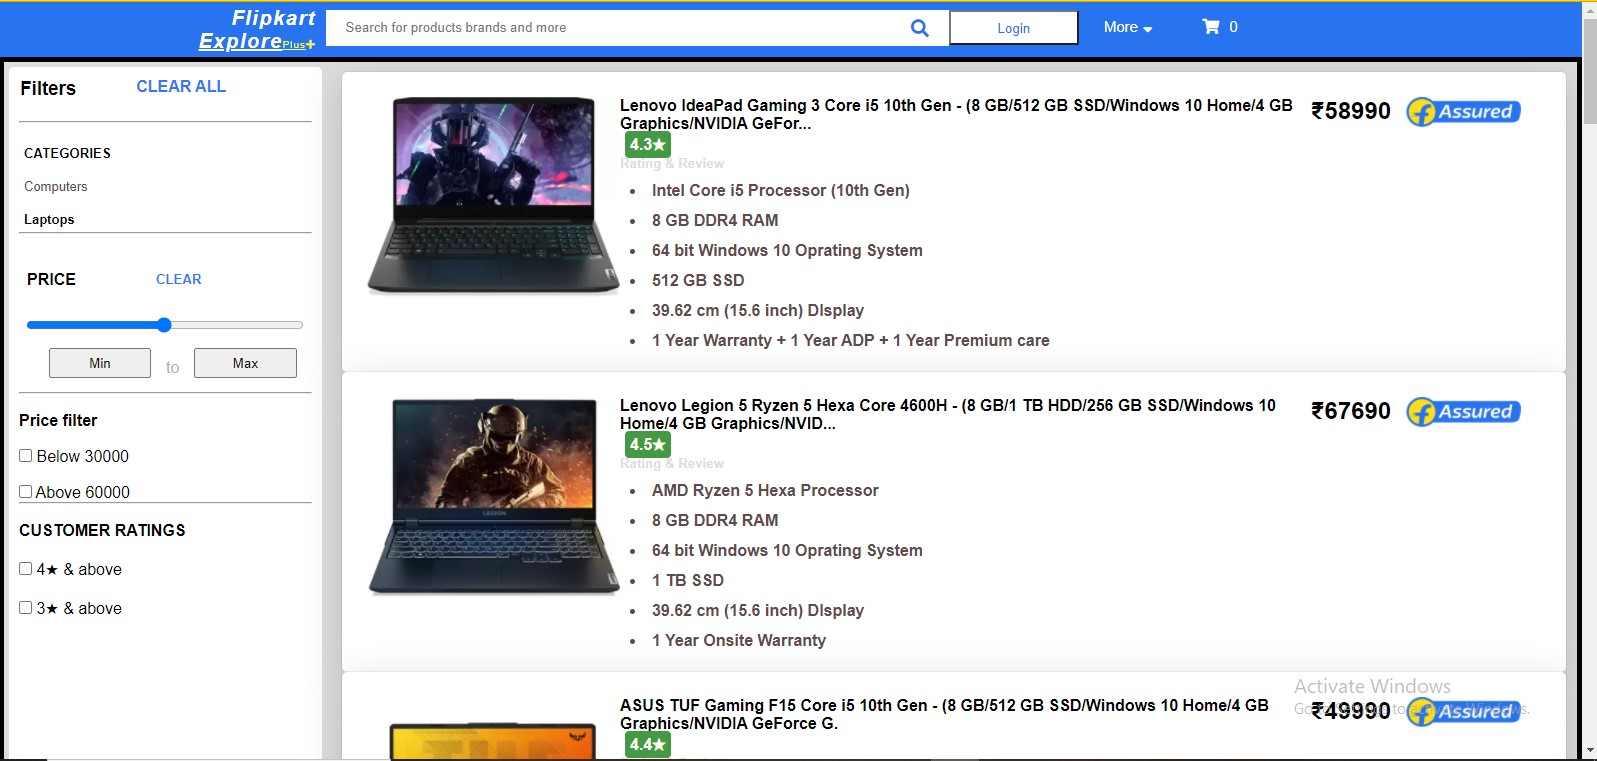 Flipkart
ExplorePlus+
Search for products brands and more
Login
More
0
Filters
CLEAR ALL
CATEGORIES
Computers
Laptops
PRICE
CLEAR
Min
to
Max
Price filter
Below 30000
Above 60000
CUSTOMER RATINGS
4★ & above
3★ & above
Lenovo IdeaPad Gaming 3 Core i5 10th Gen - (8 GB/512 GB SSD/Windows 10 Home/4 GB
Graphics/NVIDIA GeFor...
4.3★
Rating & Review
• Intel Core i5 Processor (10th Gen)
• 8 GB DDR4 RAM
• 64 bit Windows 10 Oprating System
• 512 GB SSD
• 39.62 cm (15.6 inch) DIsplay
• 1 Year Warranty + 1 Year ADP + 1 Year Premium care
₹58990
Assured
Lenovo Legion 5 Ryzen 5 Hexa Core 4600H - (8 GB/1 TB HDD/256 GB SSD/Windows 10
Home/4 GB Graphics/NVID...
4.5★
Rating & Review
• AMD Ryzen 5 Hexa Processor
• 8 GB DDR4 RAM
• 64 bit Windows 10 Oprating System
• 1 TB SSD
• 39.62 cm (15.6 inch) DIsplay
• 1 Year Onsite Warranty
₹67690
Assured
LEGION
ASUS TUF Gaming F15 Core i5 10th Gen - (8 GB/512 GB SSD/Windows 10 Home/4 GB
Graphics/NVIDIA GeForce G.
4.4★
₹49990
Assured
Activate Windows
Go to Settings to activate Windows.